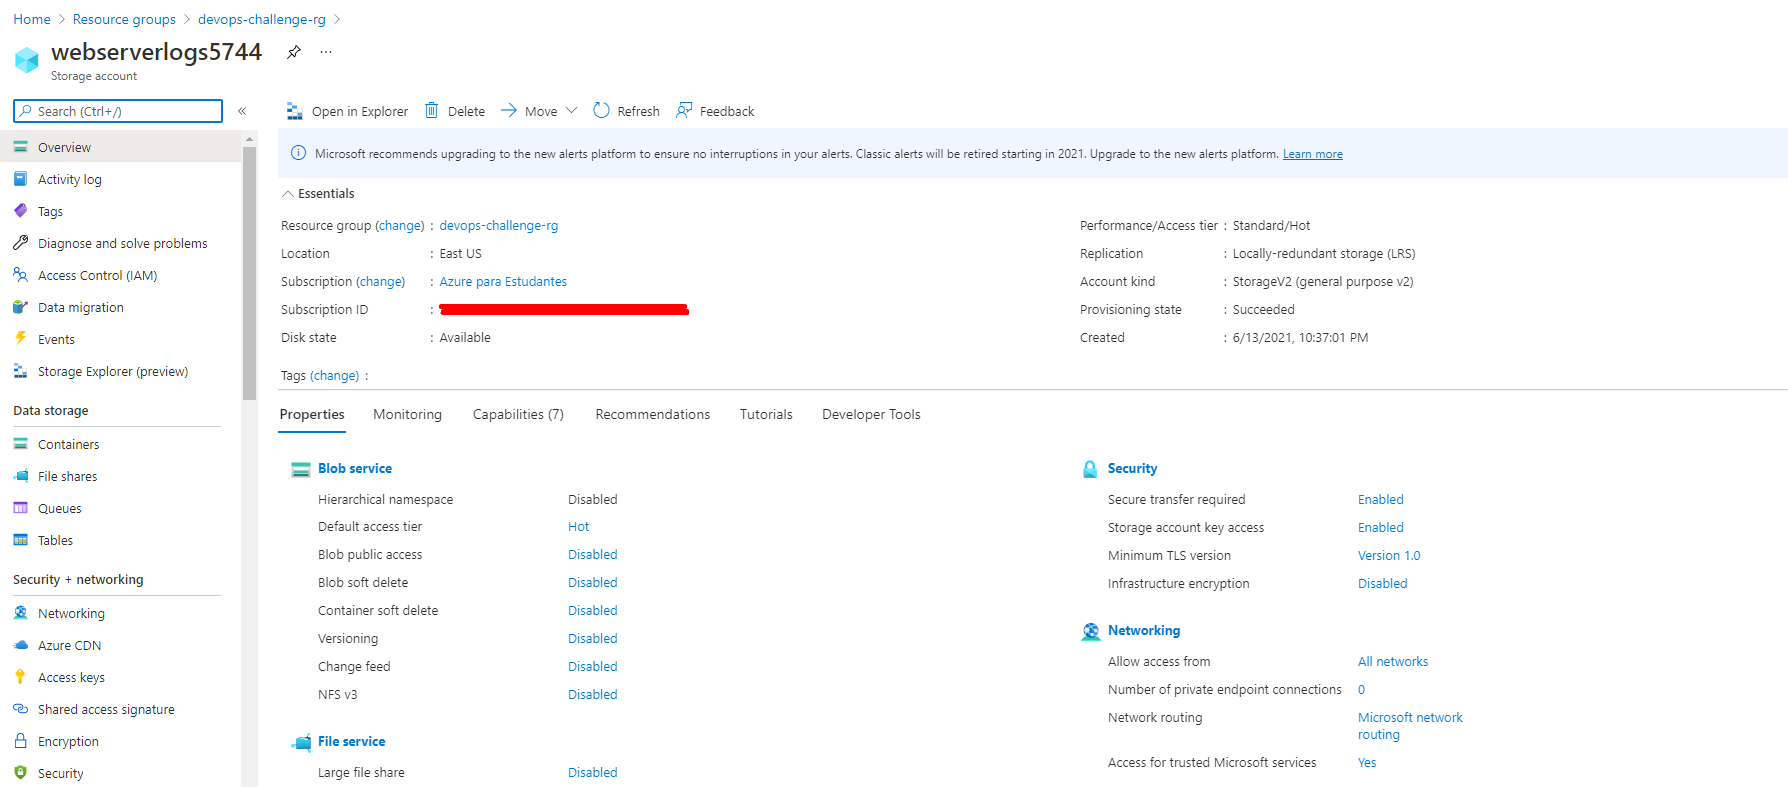 Home > Resource groups > devops-challenge-rg >
webserverlogs5744 ...
Storage account
Search (Ctrl+/) «
Overview
Activity log
Tags
Diagnose and solve problems
Access Control (IAM)
Data migration
Events
Storage Explorer (preview)
Data storage
Containers
File shares
Queues
Tables
Security + networking
Networking
Azure CDN
Access keys
Shared access signature
Encryption
Security
Open in Explorer Delete Move Refresh Feedback
Microsoft recommends upgrading to the new alerts platform to ensure no interruptions in your alerts. Classic alerts will be retired starting in 2021. Upgrade to the new alerts platform. Learn more
Essentials
Resource group (change) : devops-challenge-rg
Location : East US
Subscription (change) : Azure para Estudantes
Subscription ID :
Disk state : Available
Performance/Access tier : Standard/Hot
Replication : Locally-redundant storage (LRS)
Account kind : StorageV2 (general purpose v2)
Provisioning state : Succeeded
Created : 6/13/2021, 10:37:01 PM
Tags (change) :
Properties Monitoring Capabilities (7) Recommendations Tutorials Developer Tools
Blob service
Hierarchical namespace Disabled
Default access tier Hot
Blob public access Disabled
Blob soft delete Disabled
Container soft delete Disabled
Versioning Disabled
Change feed Disabled
NFS v3 Disabled
File service
Large file share Disabled
Security
Secure transfer required Enabled
Storage account key access Enabled
Minimum TLS version Version 1.0
Infrastructure encryption Disabled
Networking
Allow access from All networks
Number of private endpoint connections 0
Network routing Microsoft network
routing
Access for trusted Microsoft services Yes